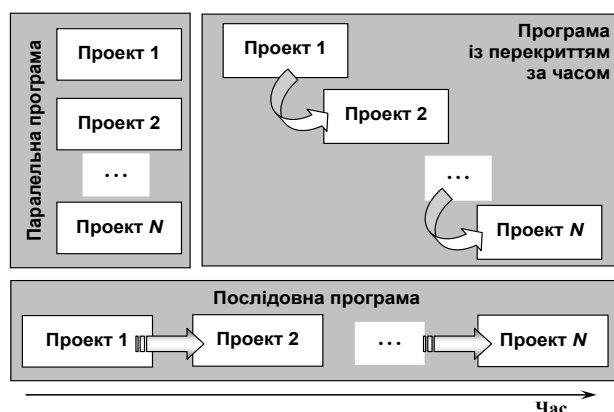 Паралельна програма
Проект 1
Проект 2
...
Проект N
Програма
із перекриттям
за часом
Проект 1
Проект 2
...
Проект N
Послідовна програма
Проект 1
Проект 2
...
Проект N
Час